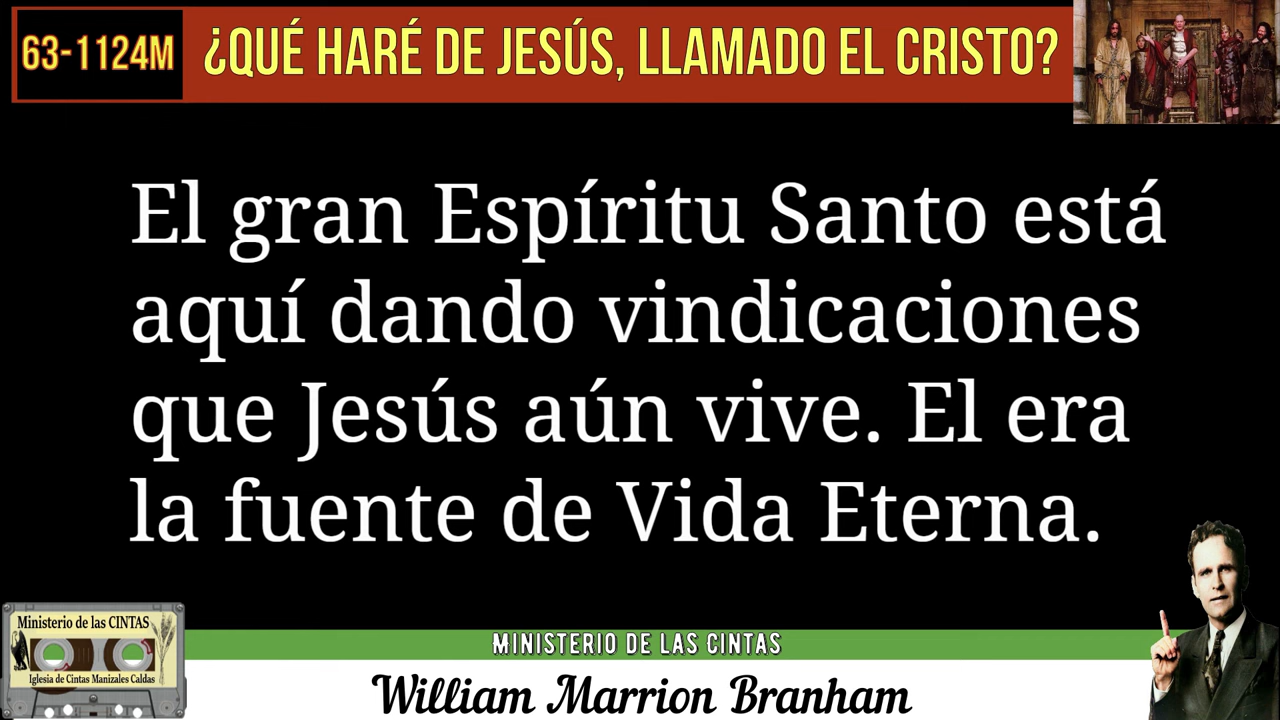 63-1124M
¿QUÉ HARÉ DE JESÚS, LLAMADO EL CRISTO?
El gran Espíritu Santo está
aquí dando vindicaciones
que Jesús aún vive. El era
la fuente de Vida Eterna.
Ministerio de las CINTAS
Iglesia de Cintas Manizales Caldas
MINISTERIO DE LAS CINTAS
William Marrion Branham